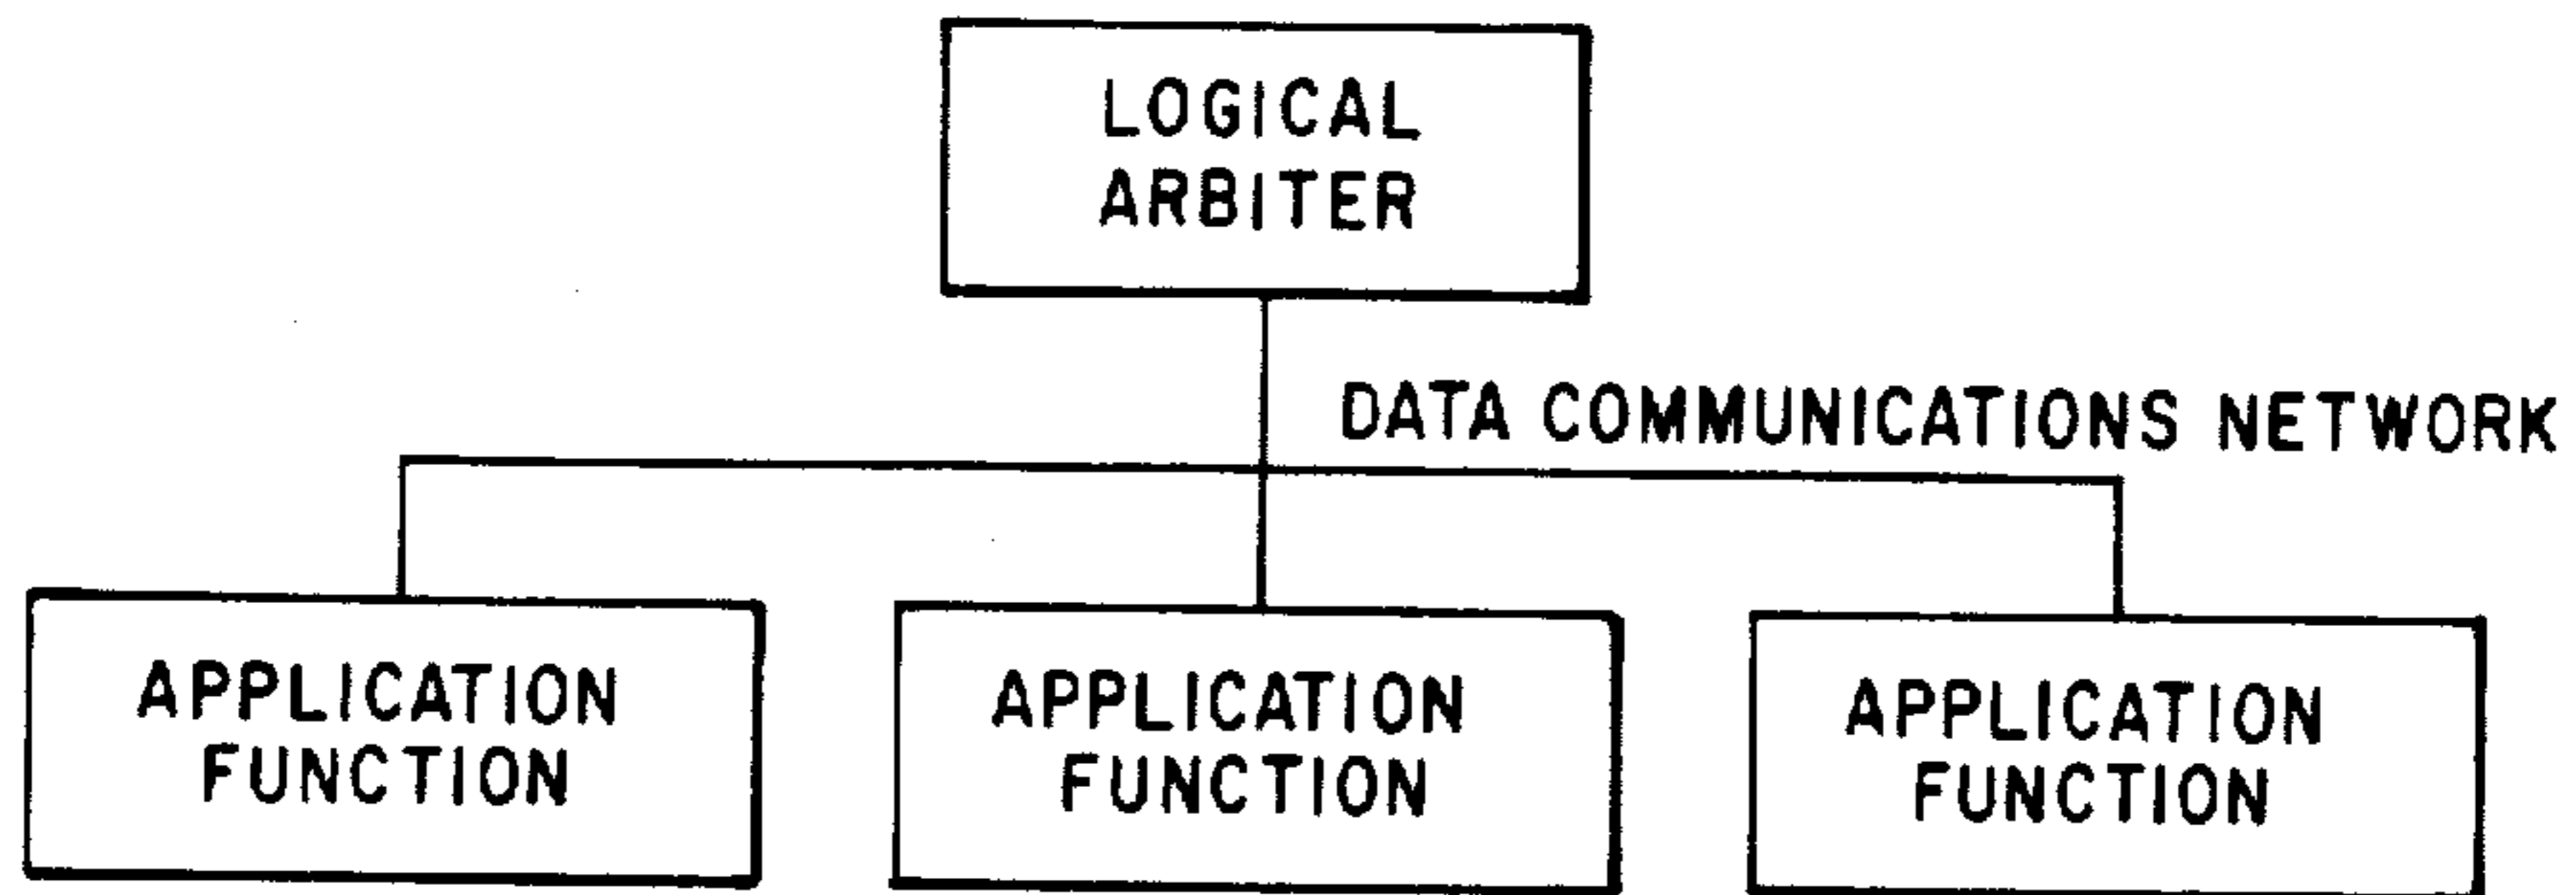 LOGICAL
ARBITER
DATA COMMUNICATIONS NETWORK
APPLICATION
FUNCTION
APPLICATION
FUNCTION
APPLICATION
FUNCTION